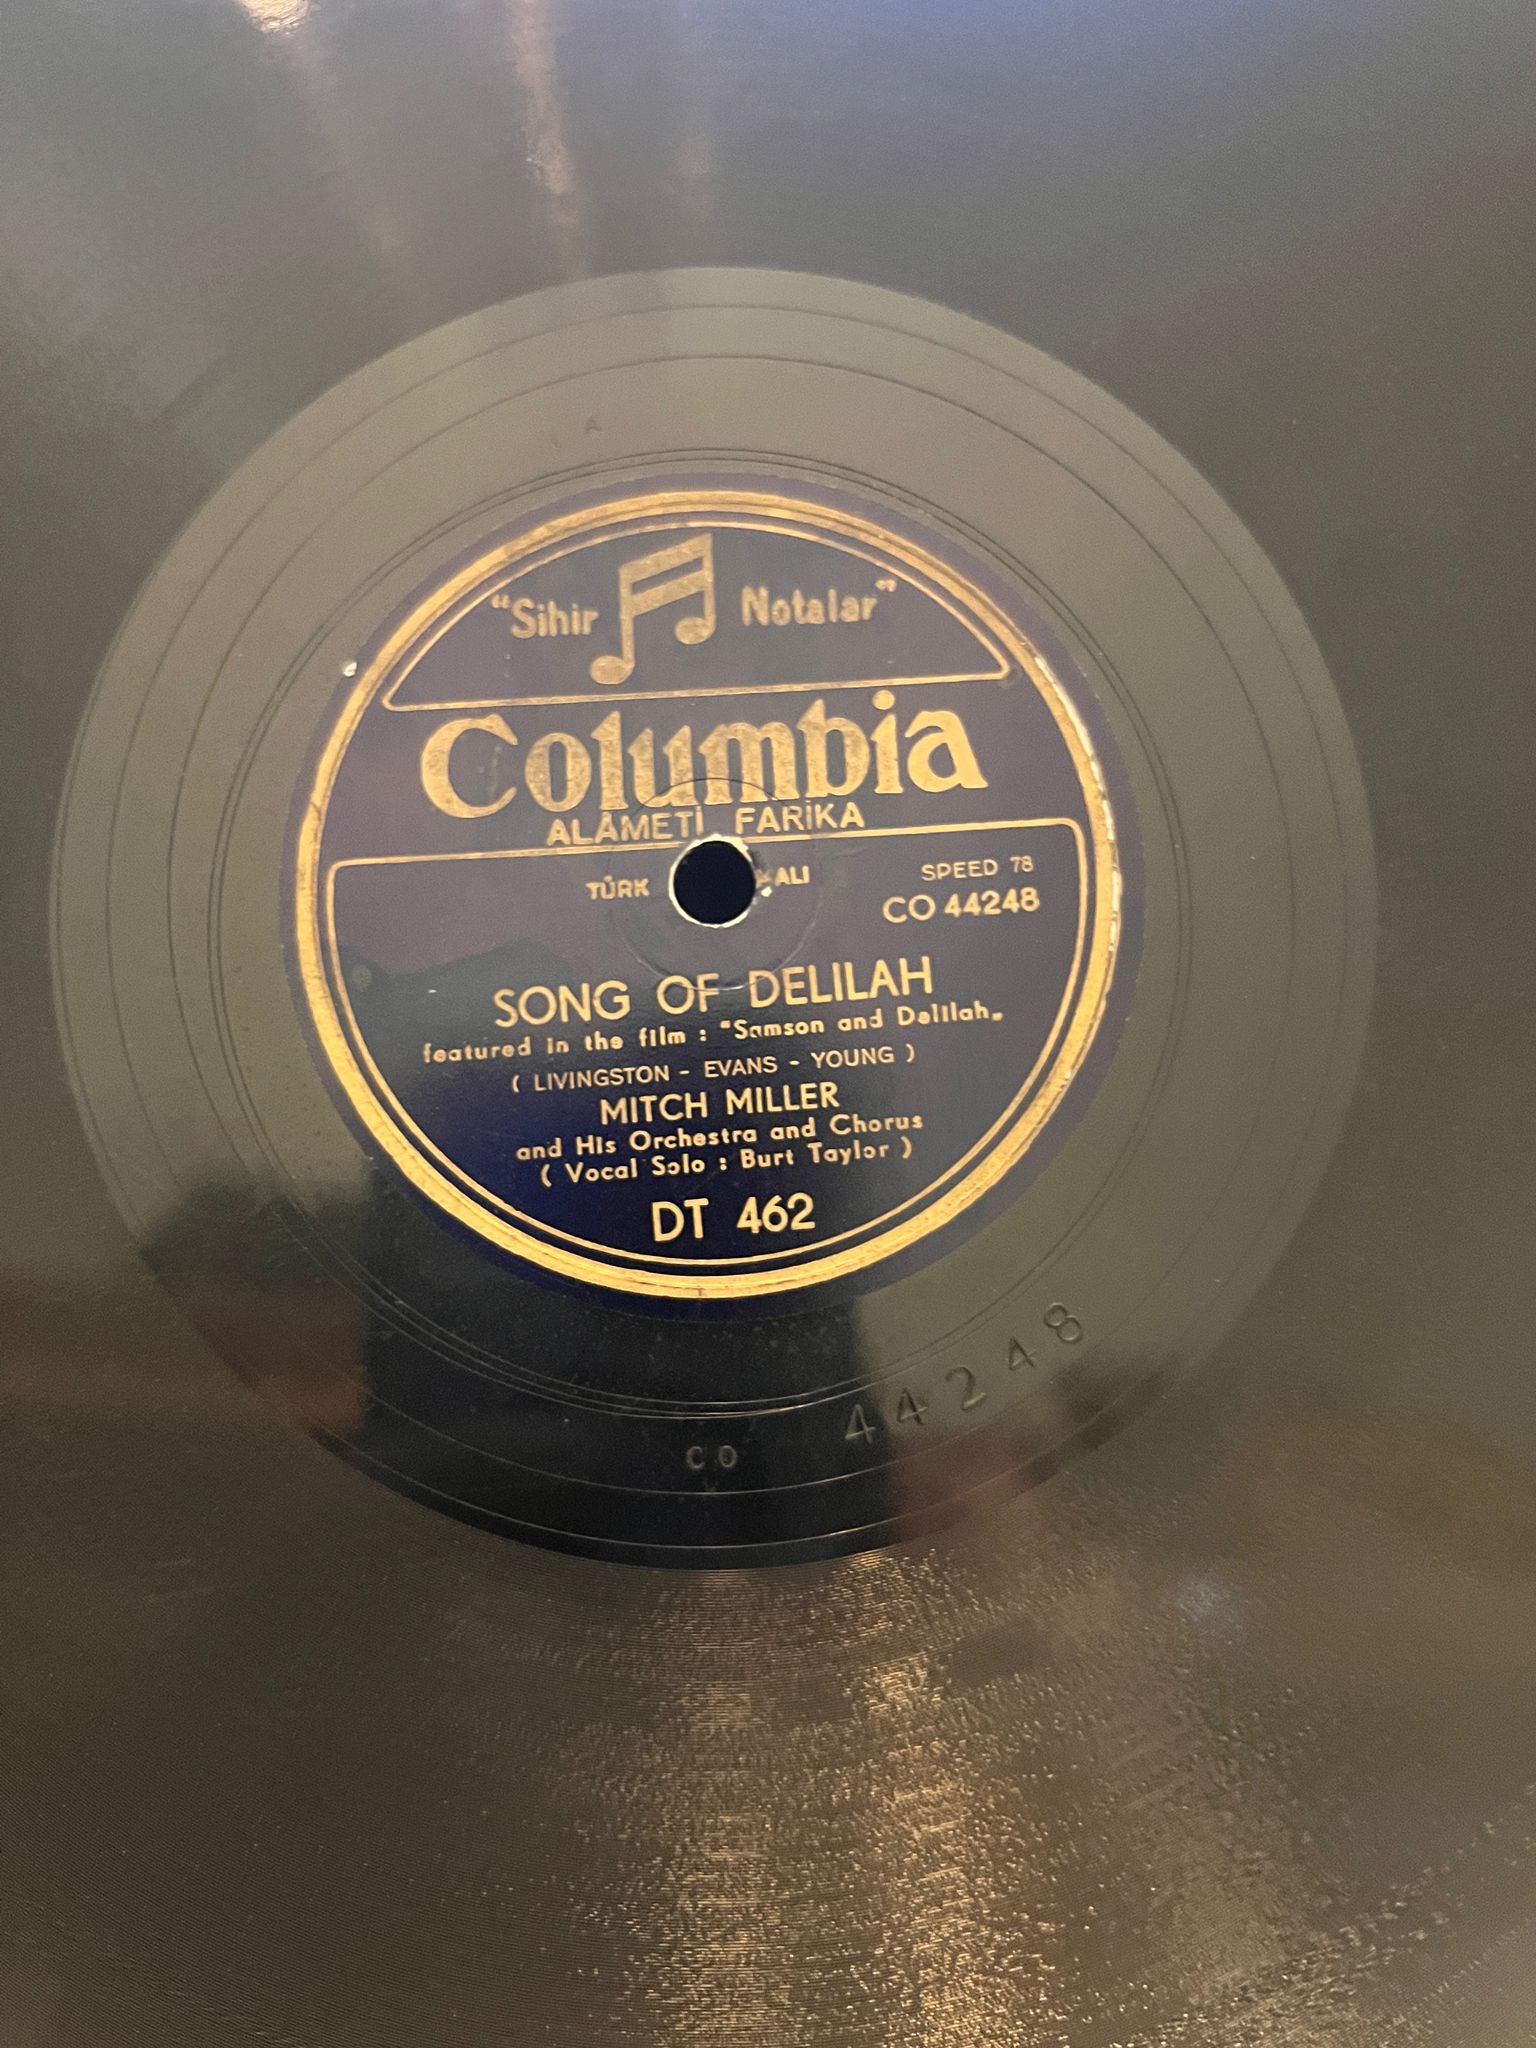 "Sihir Notalar"
Columbia
ALÂMETİ FARİKA
TÜRK MALI
SPEED 78
CO 44248
SONG OF DELILAH
featured in the film : "Samson and Delilah„
( LIVINGSTON - EVANS - YOUNG )
MITCH MILLER
and His Orchestra and Chorus
( Vocal Solo : Burt Taylor )
DT 462
CO 44248